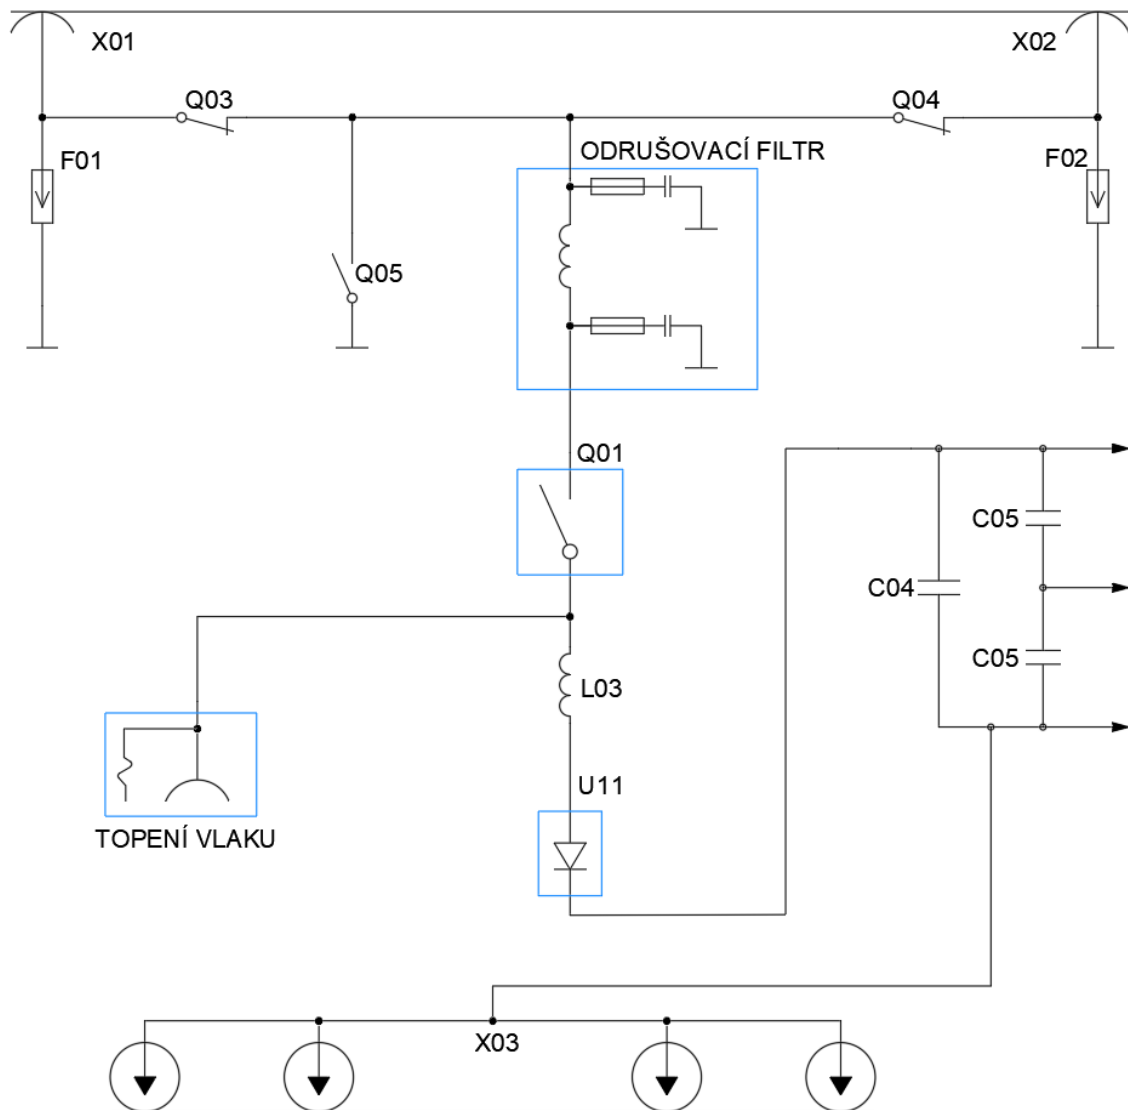 X01
X02
Q03
Q04
F01
ODRUŠOVACÍ FILTR
F02
Q05
Q01
C05
C04
C05
L03
U11
TOPENÍ VLAKU
X03